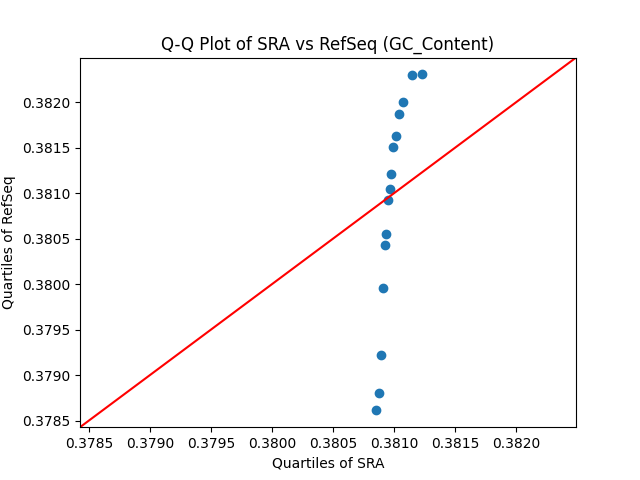 Q-Q Plot of SRA vs RefSeq (GC_Content)
Quartiles of RefSeq
0.3820
0.3815
0.3810
0.3805
0.3800
0.3795
0.3790
0.3785
0.3785 0.3790 0.3795 0.3800 0.3805 0.3810 0.3815 0.3820
Quartiles of SRA